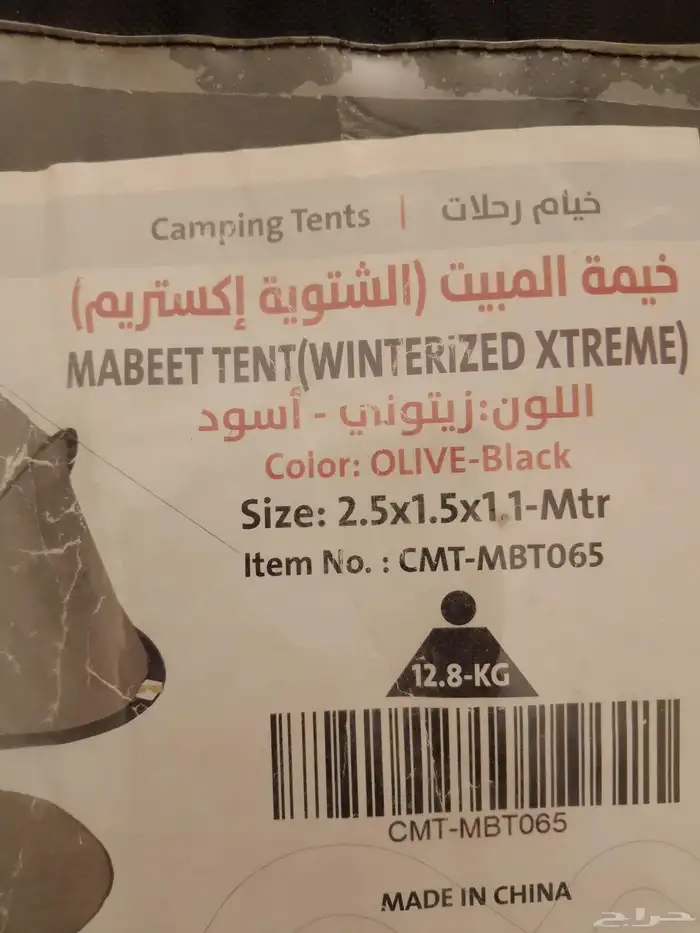 Camping Tents | خيام رحلات
خيمة المبيت (الشتوية إكستريم)
MABEET TENT(WINTERIZED XTREME)
اللون:زيتوني - أسود
Color: OLIVE-Black
Size: 2.5x1.5x1.1-Mtr
Item No. : CMT-MBT065
12.8-KG
CMT-MBT065
MADE IN CHINA
حراج